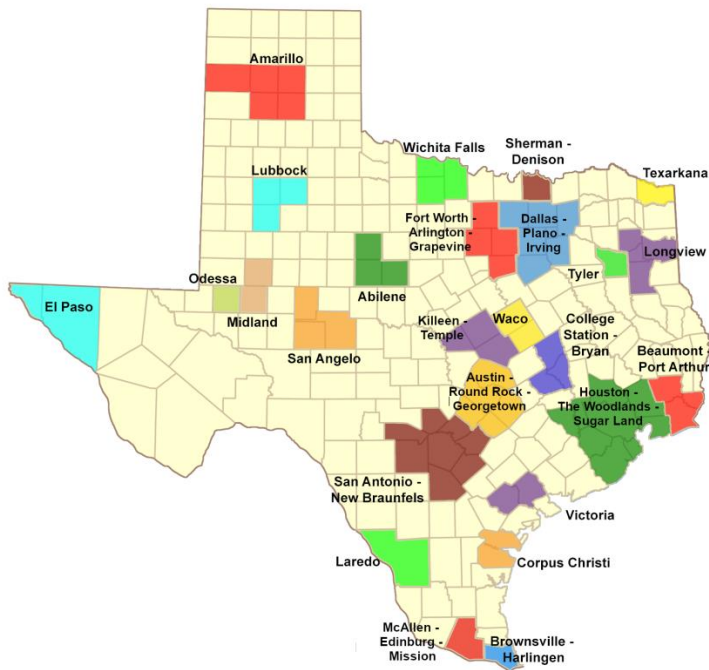 Amarillo
Wichita Falls
Sherman -
Denison
Texarkana
Lubbock
Fort Worth -
Arlington -
Grapevine
Dallas -
Plano -
Irving
Longview
Odessa
Tyler
El Paso
Abilene
Midland
Killeen -
Temple
Waco
College
Station -
Bryan
San Angelo
Beaumont -
Port Arthur
Austin -
Round Rock -
Georgetown
Houston -
The Woodlands -
Sugar Land
San Antonio -
New Braunfels
Victoria
Laredo
Corpus Christi
McAllen -
Edinburg -
Mission
Brownsville -
Harlingen